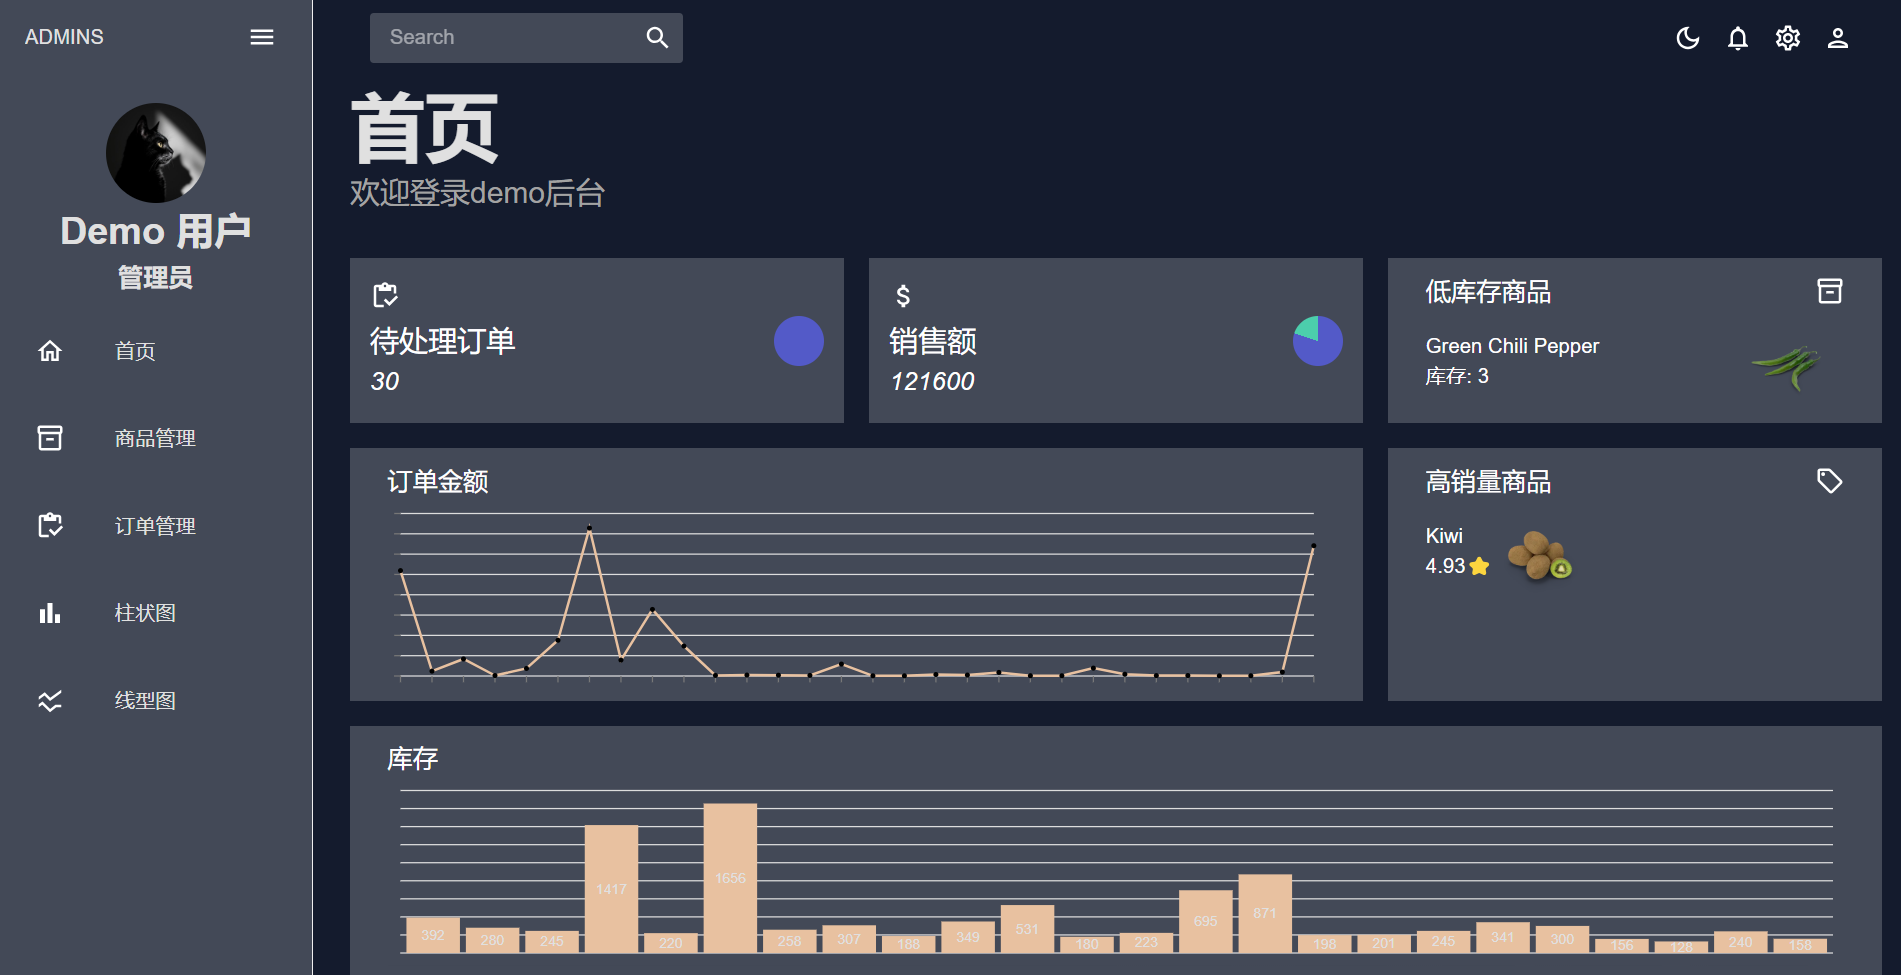 ADMINS
Search
首页
欢迎登录demo后台
Demo 用户
管理员
首页
商品管理
订单管理
柱状图
线型图
待处理订单
30
销售额
121600
低库存商品
Green Chili Pepper
库存: 3
订单金额
高销量商品
Kiwi
4.93
库存
392
280
245
1417
220
1656
258
307
188
349
531
180
223
695
871
198
201
245
341
300
156
128
240
158